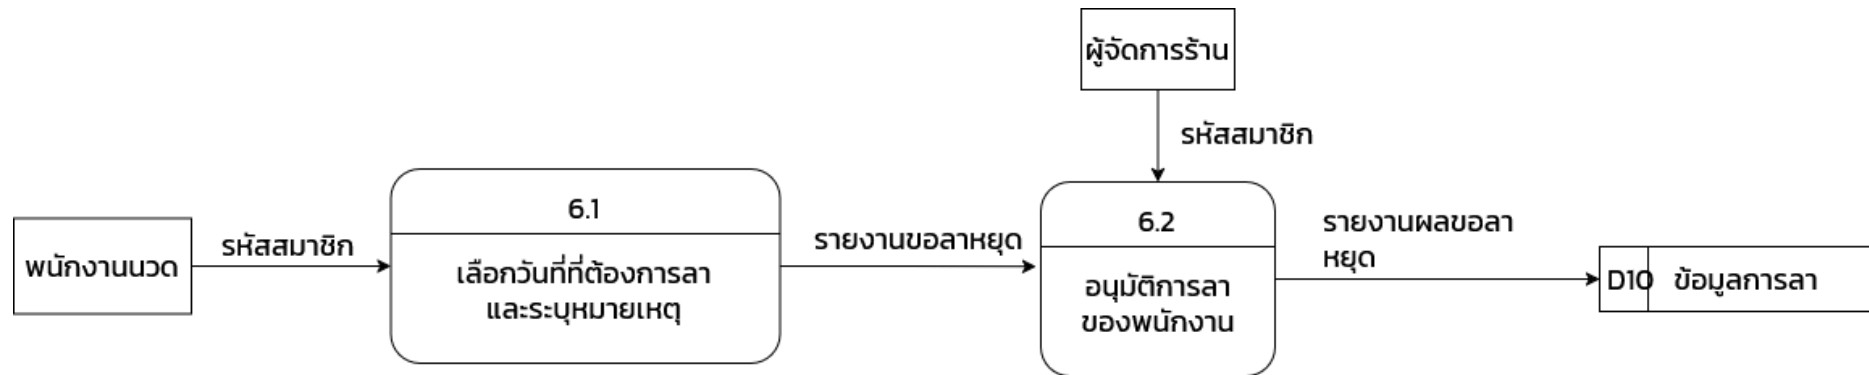 ผู้จัดการร้าน
รหัสสมาชิก
พนักงานนวด
รหัสสมาชิก
6.1
เลือกวันที่ที่ต้องการลา
และระบุหมายเหตุ
รายงานขอลาหยุด
6.2
อนุมัติการลา
ของพนักงาน
รายงานผลขอลา
หยุด
D10 ข้อมูลการลา